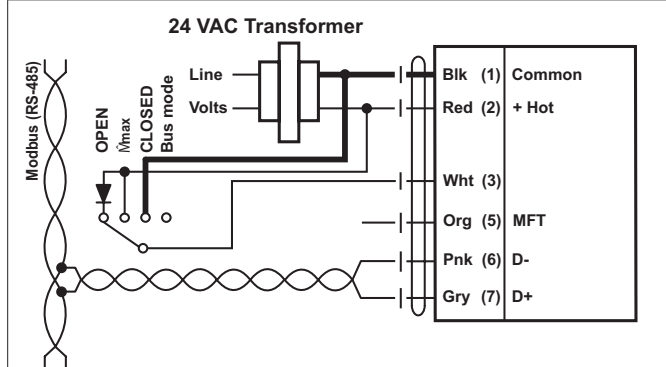 24 VAC Transformer
Modbus (RS-485)
Line
Volts
OPEN
V̇max
CLOSED
Bus mode
Blk (1) Common
Red (2) + Hot
Wht (3)
Org (5) MFT
Pnk (6) D-
Gry (7) D+